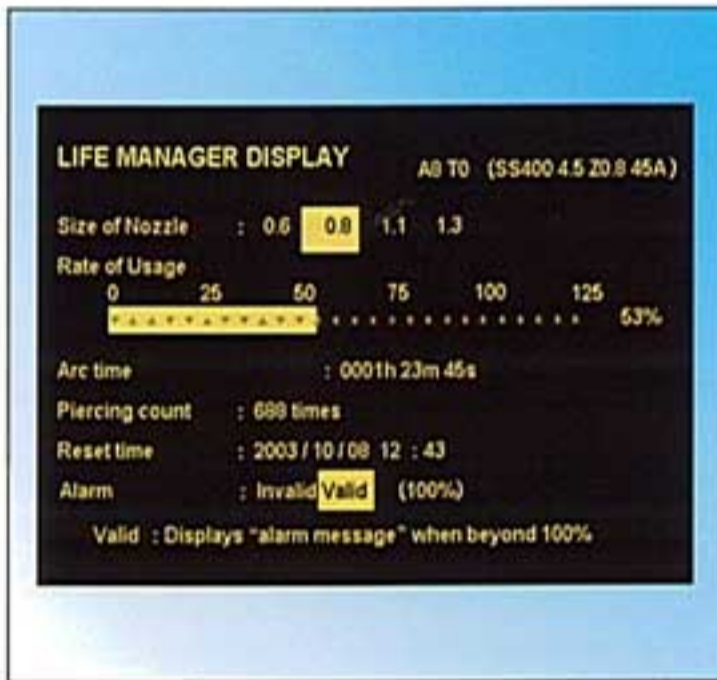 LIFE MANAGER DISPLAY A8 T0 (SS400 4.5 Z0.8 45A)
Size of Nozzle : 0.6 0.8 1.1 1.3
Rate of Usage
0 25 50 75 100 125
53%
Arc time : 0001h 23m 45s
Piercing count : times
Reset time : 2003 / 10 / 08 12 : 43
Alarm : Invalid Valid (100%)
Valid : Displays "alarm message" when beyond 100%